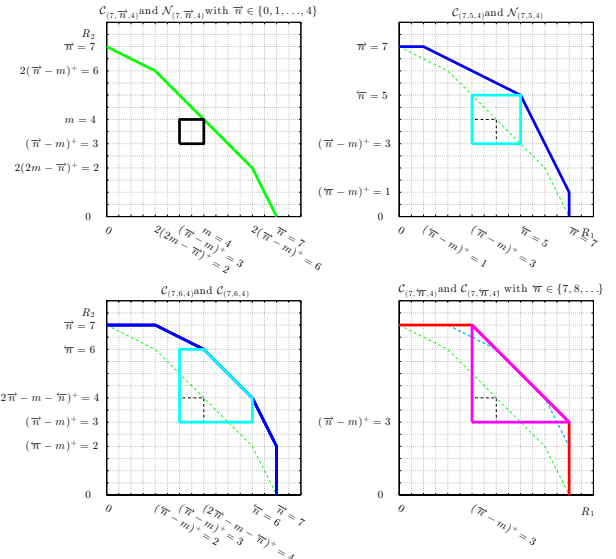 𝒞(7,n⃗,4) and 𝒩(7,n⃗,4) with n⃗ ∈ {0, 1, . . . , 4}
R₂
n⃗ = 7
2(n⃗ − m)⁺ = 6
m = 4
(n⃗ − m)⁺ = 3
2(2m − n⃗)⁺ = 2
0
0
2(2m − n⃗)⁺ = 2
(n⃗ − m)⁺ = 3
m = 4
2(n⃗ − m)⁺ = 6
n⃗ = 7
𝒞(7,5,4) and 𝒩(7,5,4)
n⃗ = 7
n⃖ = 5
(n⃗ − m)⁺ = 3
(n⃖ − m)⁺ = 1
0
0
(n⃖ − m)⁺ = 1
(n⃗ − m)⁺ = 3
n⃖ = 5
n⃗ = 7
R₁
𝒞(7,6,4) and 𝒞(7,6,4)
R₂
n⃗ = 7
n⃖ = 6
2n⃗ − m − n⃖) = 4
(n⃗ − m)⁺ = 3
(n⃖ − m)⁺ = 2
0
0
(n⃖ − m)⁺ = 2
(n⃗ − m)⁺ = 3
(2n⃗ − m − n⃖)⁺ = 4
n⃖ = 6
n⃗ = 7
𝒞(7,n⃖,4) and 𝒞(7,n⃖,4) with n⃖ ∈ {7, 8, . . .}
(n⃗ − m)⁺ = 3
0
0
(n⃗ − m)⁺ = 3
R₁